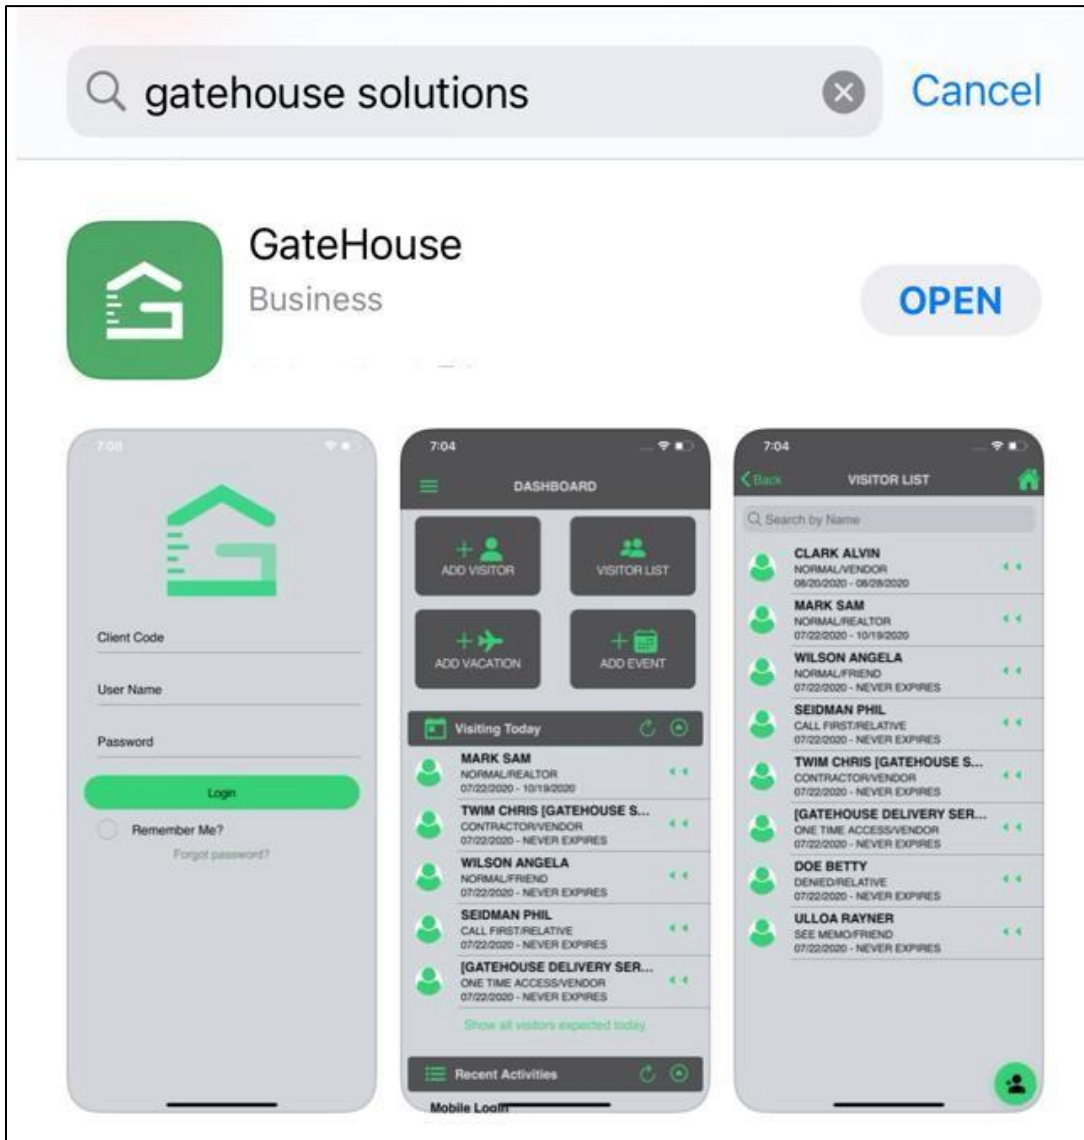 gatehouse solutions
Cancel
GateHouse
Business
OPEN
7:00
Client Code
User Name
Password
Login
Remember Me?
Forgot password?
7:04
DASHBOARD
ADD VISITOR
VISITOR LIST
ADD VACATION
ADD EVENT
Visiting Today
MARK SAM
NORMAL/REALTOR
07/22/2020 - 10/19/2020
TWIM CHRIS [GATEHOUSE S...
CONTRACTOR/VENDOR
07/22/2020 - NEVER EXPIRES
WILSON ANGELA
NORMAL/FRIEND
07/22/2020 - NEVER EXPIRES
SEIDMAN PHIL
CALL FIRST/RELATIVE
07/22/2020 - NEVER EXPIRES
[GATEHOUSE DELIVERY SER...
ONE TIME ACCESS/VENDOR
07/22/2020 - NEVER EXPIRES
Show all visitors expected today
Recent Activities
Mobile Login
7:04
Back
VISITOR LIST
Search by Name
CLARK ALVIN
NORMAL/VENDOR
08/20/2020 - 08/28/2020
MARK SAM
NORMAL/REALTOR
07/22/2020 - 10/19/2020
WILSON ANGELA
NORMAL/FRIEND
07/22/2020 - NEVER EXPIRES
SEIDMAN PHIL
CALL FIRST/RELATIVE
07/22/2020 - NEVER EXPIRES
TWIM CHRIS [GATEHOUSE S...
CONTRACTOR/VENDOR
07/22/2020 - NEVER EXPIRES
[GATEHOUSE DELIVERY SER...
ONE TIME ACCESS/VENDOR
07/22/2020 - NEVER EXPIRES
DOE BETTY
DENIED/RELATIVE
07/22/2020 - NEVER EXPIRES
ULLOA RAYNER
SEE MEMO/FRIEND
07/22/2020 - NEVER EXPIRES